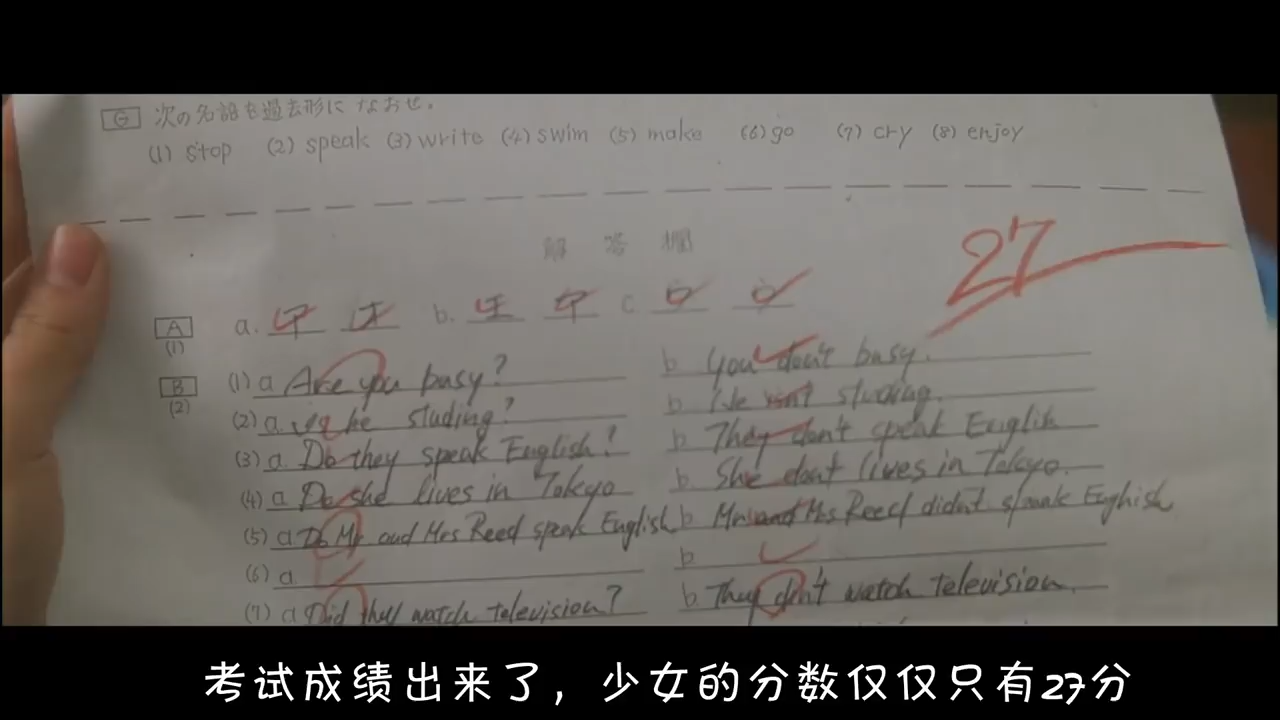 G 次の名詞を過去形になおせ。
(1) stop (2) speak (3) write (4) swim (5) make (6) go (7) cry (8) enjoy
解答欄
27
A (1) a. b. c.
B (2) (1) a Are you busy? b You don't busy.
(2) a. he studing? b He isn't studing.
(3) a. Do they speak English? b. They don't speak English
(4) a Do she lives in Tokyo b. She dont lives in Tokyo.
(5) a Do Mr and Mrs Reed speak English b Mr and Mrs Reed didn't speak English
(6) a b
(7) a Did they watch television? b. They don't watch television.
考试成绩出来了，少女的分数仅仅只有27分